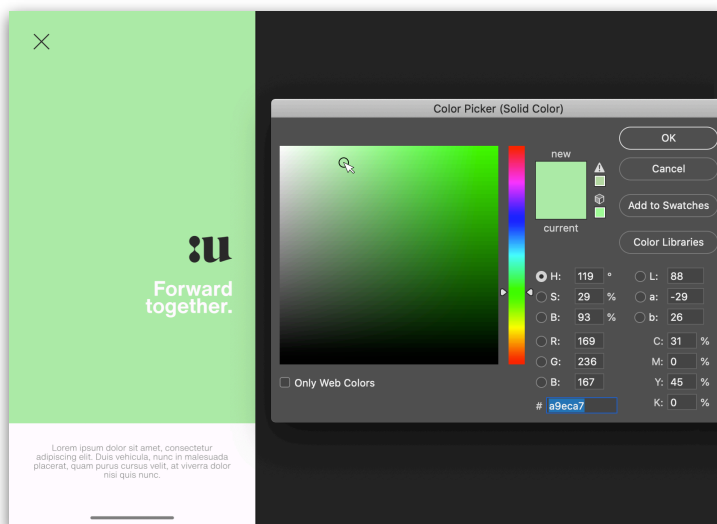 :u
Forward
together.
Lorem ipsum dolor sit amet, consectetur
adipiscing elit. Duis vehicula, nunc in malesuada
placerat, quam purus cursus velit, at viverra dolor
nisi quis nunc.
Color Picker (Solid Color)
new
current
OK
Cancel
Add to Swatches
Color Libraries
H: 119 °
S: 29 %
B: 93 %
R: 169
G: 236
B: 167
# a9eca7
L: 88
a: -29
b: 26
C: 31 %
M: 0 %
Y: 45 %
K: 0 %
Only Web Colors